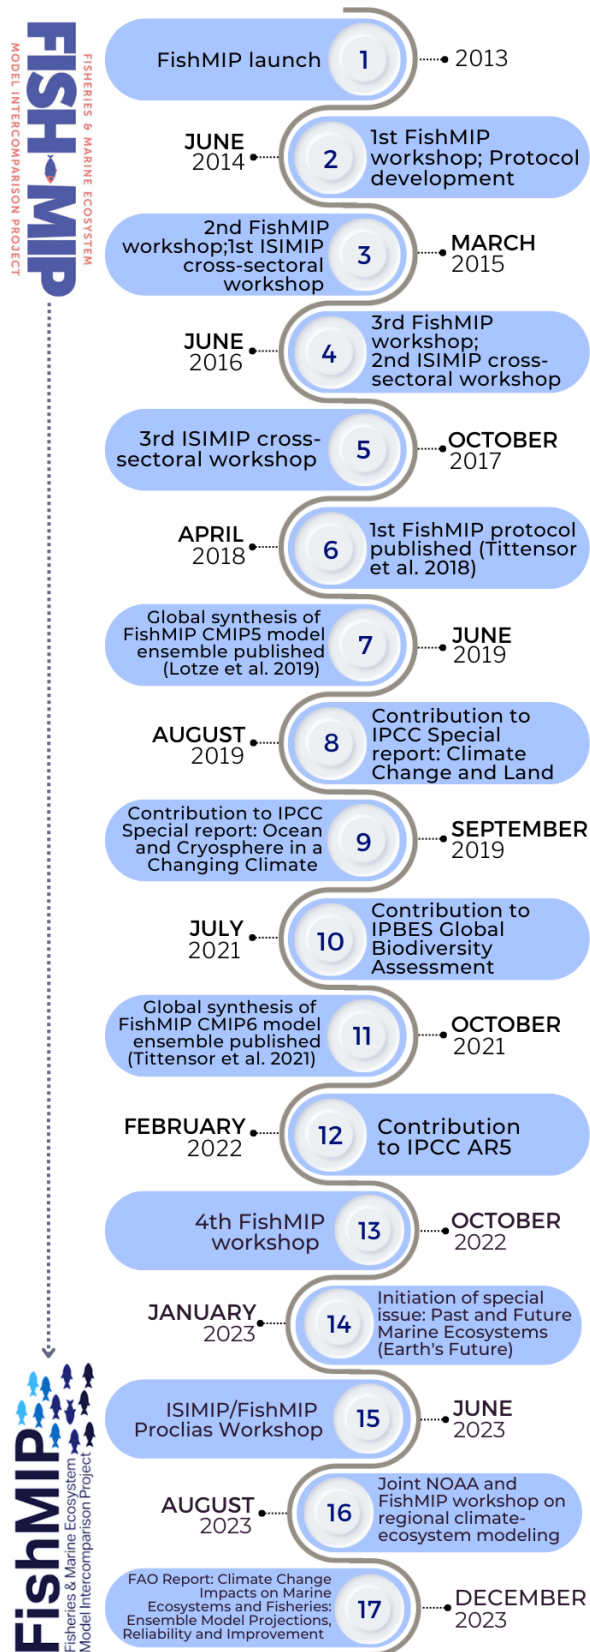 FISH MIP
FISHERIES & MARINE ECOSYSTEM
MODEL INTERCOMPARISON PROJECT
FishMIP launch
1
2013
JUNE
2014
2
1st FishMIP
workshop; Protocol
development
2nd FishMIP
workshop;1st ISIMIP
cross-sectoral
workshop
3
MARCH
2015
JUNE
2016
4
3rd FishMIP
workshop;
2nd ISIMIP cross-
sectoral workshop
3rd ISIMIP cross-
sectoral workshop
5
OCTOBER
2017
APRIL
2018
6
1st FishMIP protocol
published (Tittensor
et al. 2018)
Global synthesis of
FishMIP CMIP5 model
ensemble published
(Lotze et al. 2019)
7
JUNE
2019
AUGUST
2019
8
Contribution to
IPCC Special
report: Climate
Change and Land
Contribution to IPCC
Special report: Ocean
and Cryosphere in a
Changing Climate
9
SEPTEMBER
2019
JULY
2021
10
Contribution to
IPBES Global
Biodiversity
Assessment
Global synthesis of
FishMIP CMIP6 model
ensemble published
(Tittensor et al. 2021)
11
OCTOBER
2021
FEBRUARY
2022
12
Contribution
to IPCC AR5
4th FishMIP
workshop
13
OCTOBER
2022
JANUARY
2023
14
Initiation of special
issue: Past and Future
Marine Ecosystems
(Earth's Future)
ISIMIP/FishMIP
Proclias Workshop
15
JUNE
2023
AUGUST
2023
16
Joint NOAA and
FishMIP workshop on
regional climate-
ecosystem modeling
FAO Report: Climate Change
Impacts on Marine
Ecosystems and Fisheries:
Ensemble Model Projections,
Reliability and Improvement
17
DECEMBER
2023
FishMIP
Fisheries & Marine Ecosystem
Model Intercomparison Project